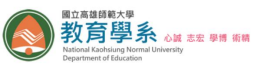 國立高雄師範大學
教育學系 心誠 志宏 學博 術精
National Kaohsiung Normal University
Department of Education